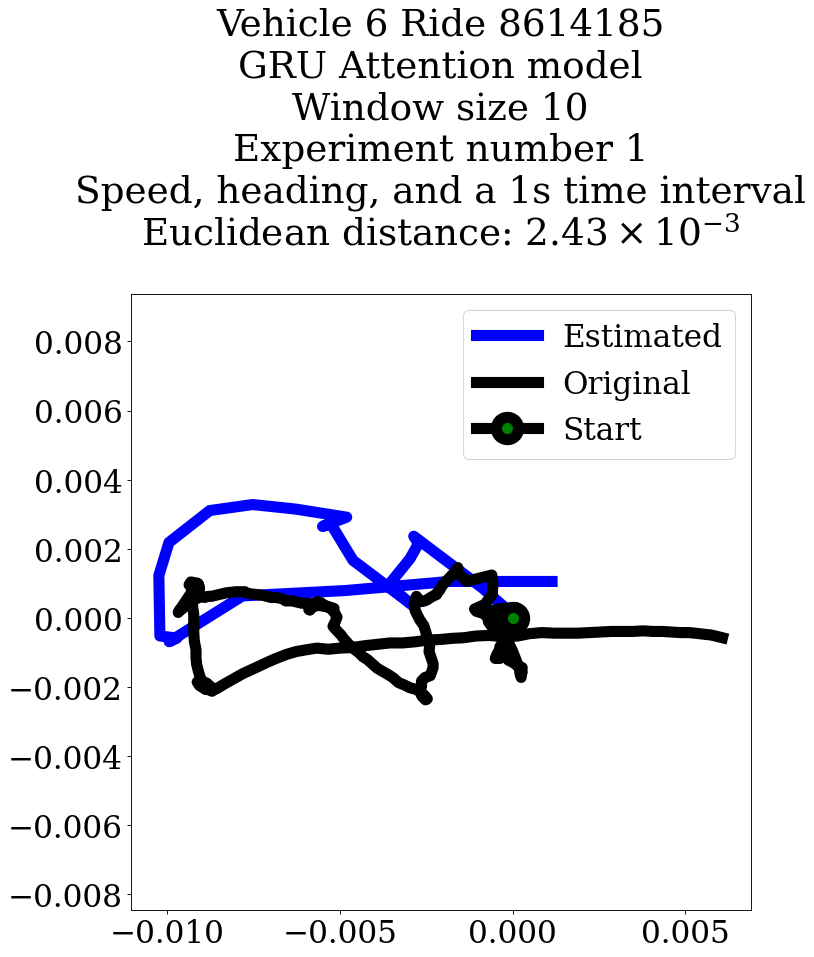 Vehicle 6 Ride 8614185
GRU Attention model
Window size 10
Experiment number 1
Speed, heading, and a 1s time interval
Euclidean distance: 2.43 × 10⁻³
Estimated
Original
Start
0.008
0.006
0.004
0.002
0.000
−0.002
−0.004
−0.006
−0.008
−0.010 −0.005 0.000 0.005